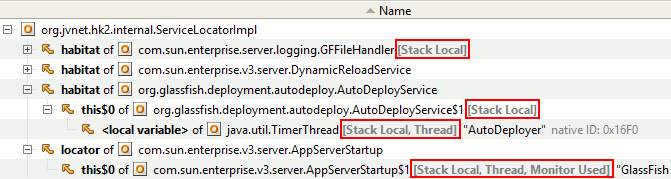 Name
org.jvnet.hk2.internal.ServiceLocatorImpl
habitat of com.sun.enterprise.server.logging.GFFileHandler [Stack Local]
habitat of com.sun.enterprise.v3.server.DynamicReloadService
habitat of org.glassfish.deployment.autodeploy.AutoDeployService
this$0 of org.glassfish.deployment.autodeploy.AutoDeployService$1 [Stack Local]
<local variable> of java.util.TimerThread [Stack Local, Thread] "AutoDeployer" native ID: 0x16F0
locator of com.sun.enterprise.v3.server.AppServerStartup
this$0 of com.sun.enterprise.v3.server.AppServerStartup$1 [Stack Local, Thread, Monitor Used] "GlassFish